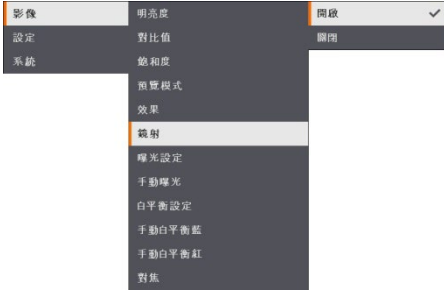 影像
設定
系統
明亮度
對比值
飽和度
預覽模式
效果
鏡射
曝光設定
手動曝光
白平衡設定
手動白平衡藍
手動白平衡紅
對焦
開啟
關閉